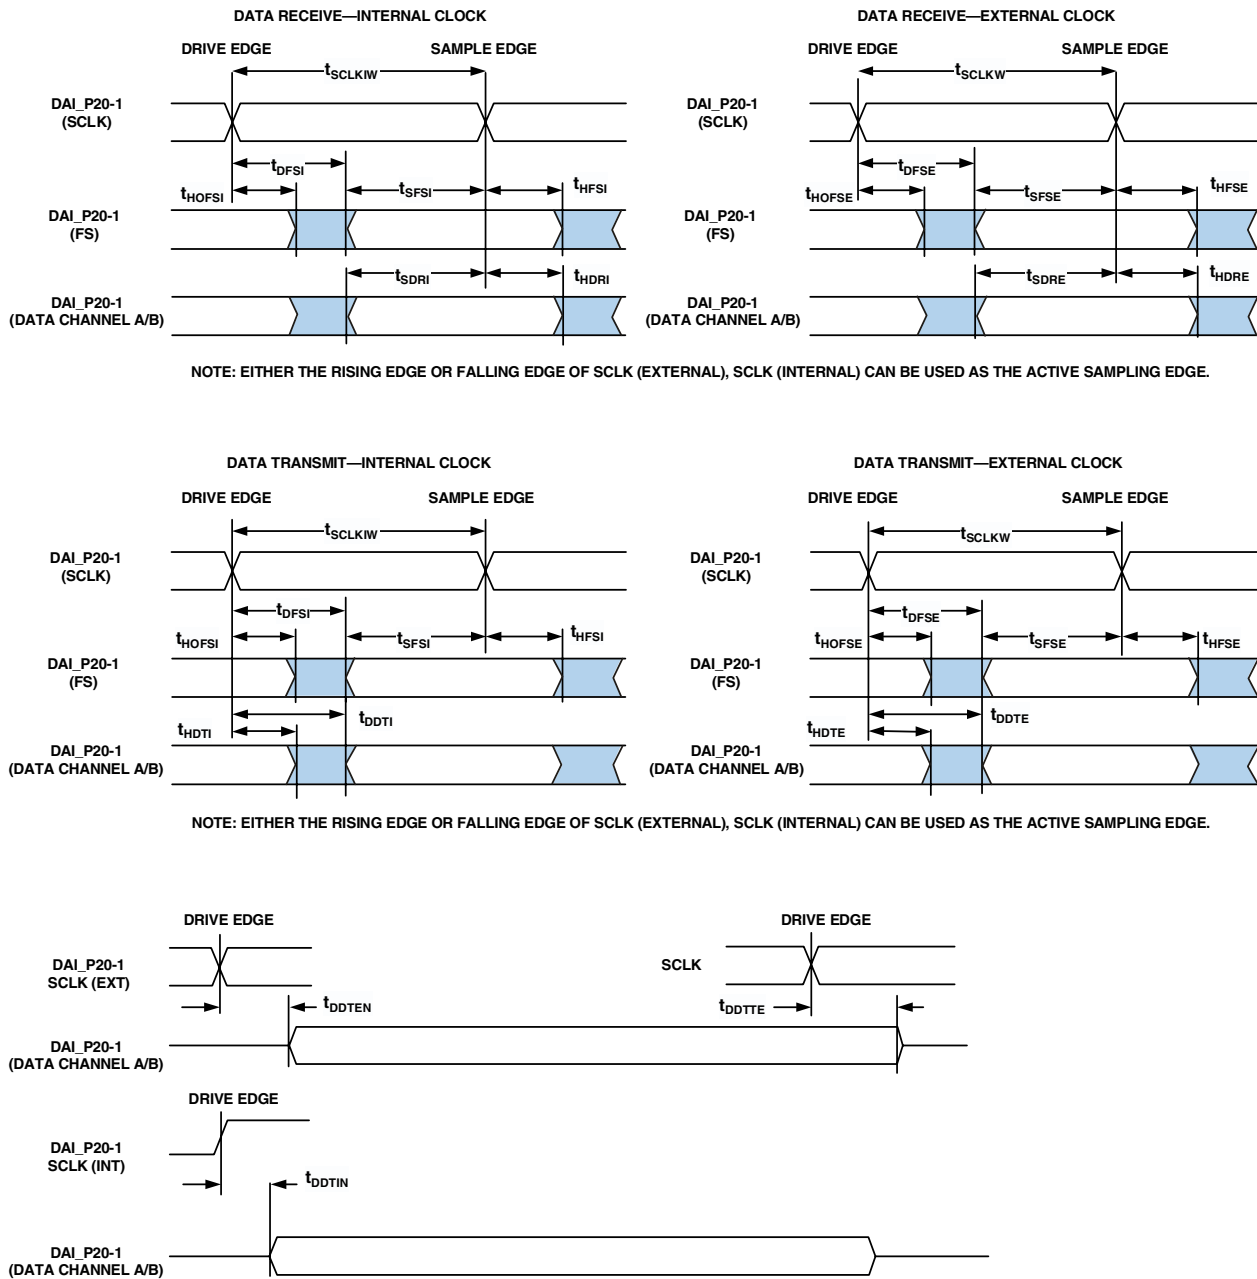 DATA RECEIVE—INTERNAL CLOCK
DRIVE EDGE
SAMPLE EDGE
tSCLKIW
DAI_P20-1
(SCLK)
tDFSI
tHOFSI
tSFSI
tHFSI
DAI_P20-1
(FS)
tSDRI
tHDRI
DAI_P20-1
(DATA CHANNEL A/B)
DATA RECEIVE—EXTERNAL CLOCK
DRIVE EDGE
SAMPLE EDGE
tSCLKW
DAI_P20-1
(SCLK)
tDFSE
tHOFSE
tSFSE
tHFSE
DAI_P20-1
(FS)
tSDRE
tHDRE
DAI_P20-1
(DATA CHANNEL A/B)
NOTE: EITHER THE RISING EDGE OR FALLING EDGE OF SCLK (EXTERNAL), SCLK (INTERNAL) CAN BE USED AS THE ACTIVE SAMPLING EDGE.
DATA TRANSMIT—INTERNAL CLOCK
DRIVE EDGE
SAMPLE EDGE
tSCLKIW
DAI_P20-1
(SCLK)
tDFSI
tHOFSI
tSFSI
tHFSI
DAI_P20-1
(FS)
tDDTI
tHDTI
DAI_P20-1
(DATA CHANNEL A/B)
DATA TRANSMIT—EXTERNAL CLOCK
DRIVE EDGE
SAMPLE EDGE
tSCLKW
DAI_P20-1
(SCLK)
tDFSE
tHOFSE
tSFSE
tHFSE
DAI_P20-1
(FS)
tDDTE
tHDTE
DAI_P20-1
(DATA CHANNEL A/B)
NOTE: EITHER THE RISING EDGE OR FALLING EDGE OF SCLK (EXTERNAL), SCLK (INTERNAL) CAN BE USED AS THE ACTIVE SAMPLING EDGE.
DRIVE EDGE
DRIVE EDGE
DAI_P20-1
SCLK (EXT)
SCLK
tDDTEN
tDDTTE
DAI_P20-1
(DATA CHANNEL A/B)
DRIVE EDGE
DAI_P20-1
SCLK (INT)
tDDTIN
DAI_P20-1
(DATA CHANNEL A/B)